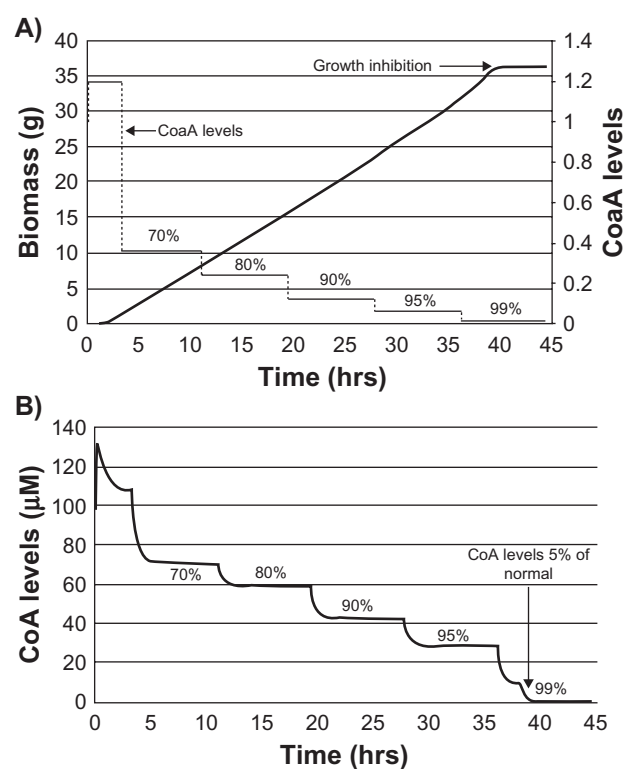 A)
Biomass (g)
40
35
30
25
20
15
10
5
0
Growth inhibition
CoaA levels
70%
80%
90%
95%
99%
1.4
1.2
1
0.8
0.6
0.4
0.2
0
CoaA levels
0 5 10 15 20 25 30 35 40 45
Time (hrs)
B)
CoA levels (μM)
140
120
100
80
60
40
20
0
CoA levels 5% of
normal
70%
80%
90%
95%
99%
0 5 10 15 20 25 30 35 40 45
Time (hrs)